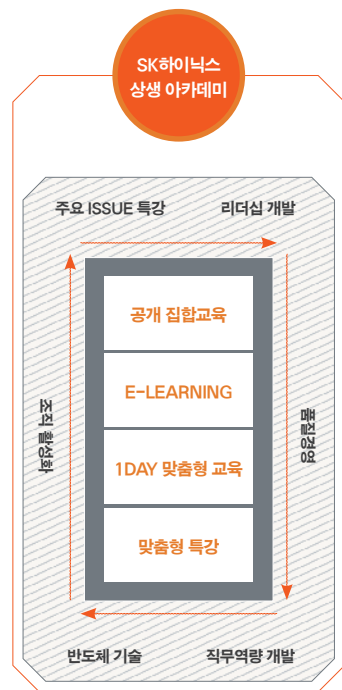 SK하이닉스
상생 아카데미
주요 ISSUE 특강
리더십 개발
공개 집합교육
E-LEARNING
1DAY 맞춤형 교육
맞춤형 특강
조직 활성화
품질경영
반도체 기술
직무역량 개발